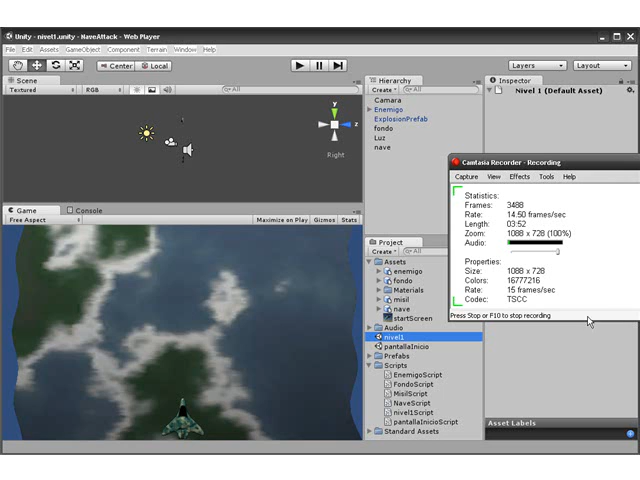 Unity - nivel1.unity - NaveAttack - Web Player
File Edit Assets GameObject Component Terrain Window Help
Center Local Layers Layout
Scene
Textured RGB All
y
z
Right
Game Console
Free Aspect Maximize on Play Gizmos Stats
Hierarchy
Create All
Camara
Enemigo
ExplosionPrefab
fondo
Luz
nave
Project
Create All
Assets
enemigo
fondo
Materials
misil
nave
startScreen
Audio
nivel1
pantallaInicio
Prefabs
Scripts
EnemigoScript
FondoScript
MisilScript
NaveScript
nivel1Script
pantallaInicioScript
Standard Assets
Inspector
Nivel 1 (Default Asset)
Camtasia Recorder - Recording
Capture View Effects Tools Help
Statistics:
Frames: 3488
Rate: 14.50 frames/sec
Length: 03:52
Zoom: 1088 x 728 (100%)
Audio:
Properties:
Size: 1088 x 728
Colors: 16777216
Rate: 15 frames/sec
Codec: TSCC
Press Stop or F10 to stop recording
Asset Labels